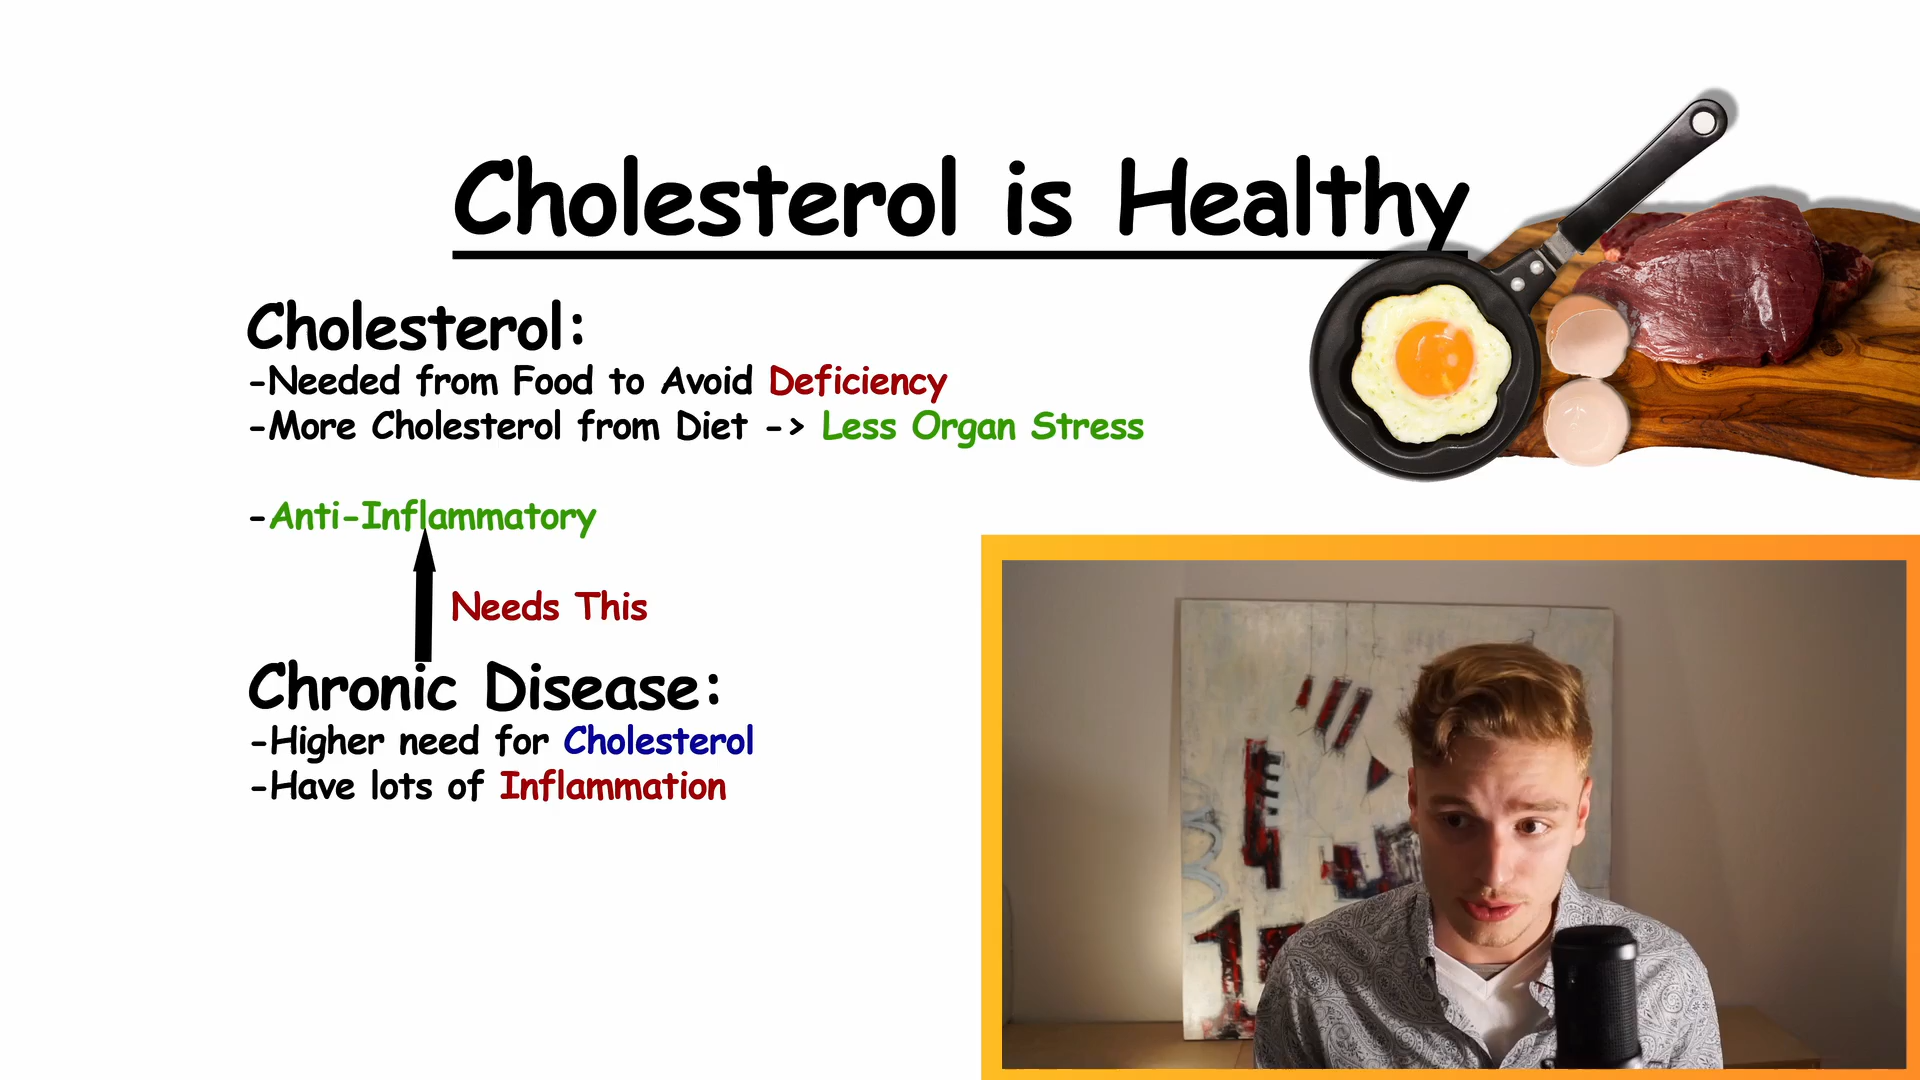 Cholesterol is Healthy
Cholesterol:
-Needed from Food to Avoid Deficiency
-More Cholesterol from Diet -> Less Organ Stress
-Anti-Inflammatory
Needs This
Chronic Disease:
-Higher need for Cholesterol
-Have lots of Inflammation